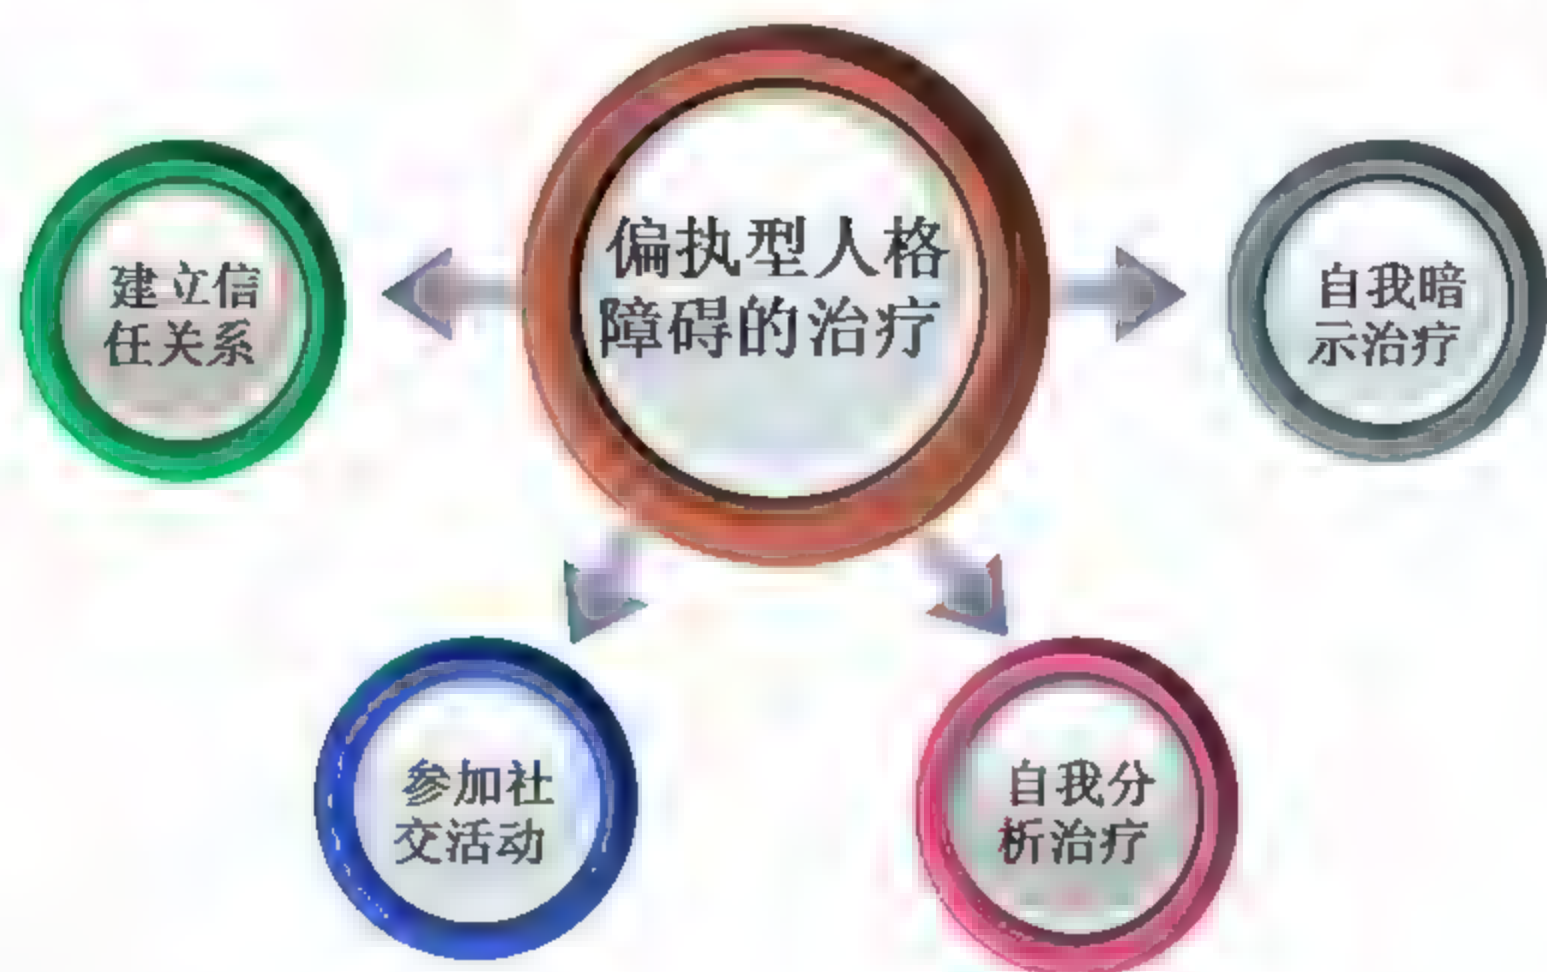 偏执型人格
障碍的治疗
建立信
任关系
自我暗
示治疗
参加社
交活动
自我分
析治疗